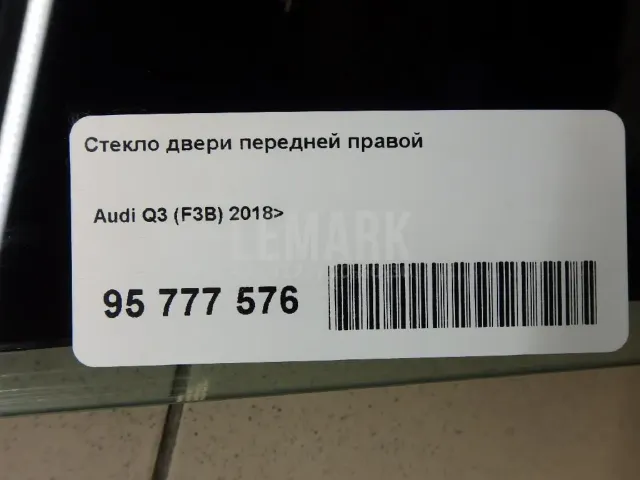 Стекло двери передней правой
Audi Q3 (F3B) 2018>
LEMARK
95 777 576